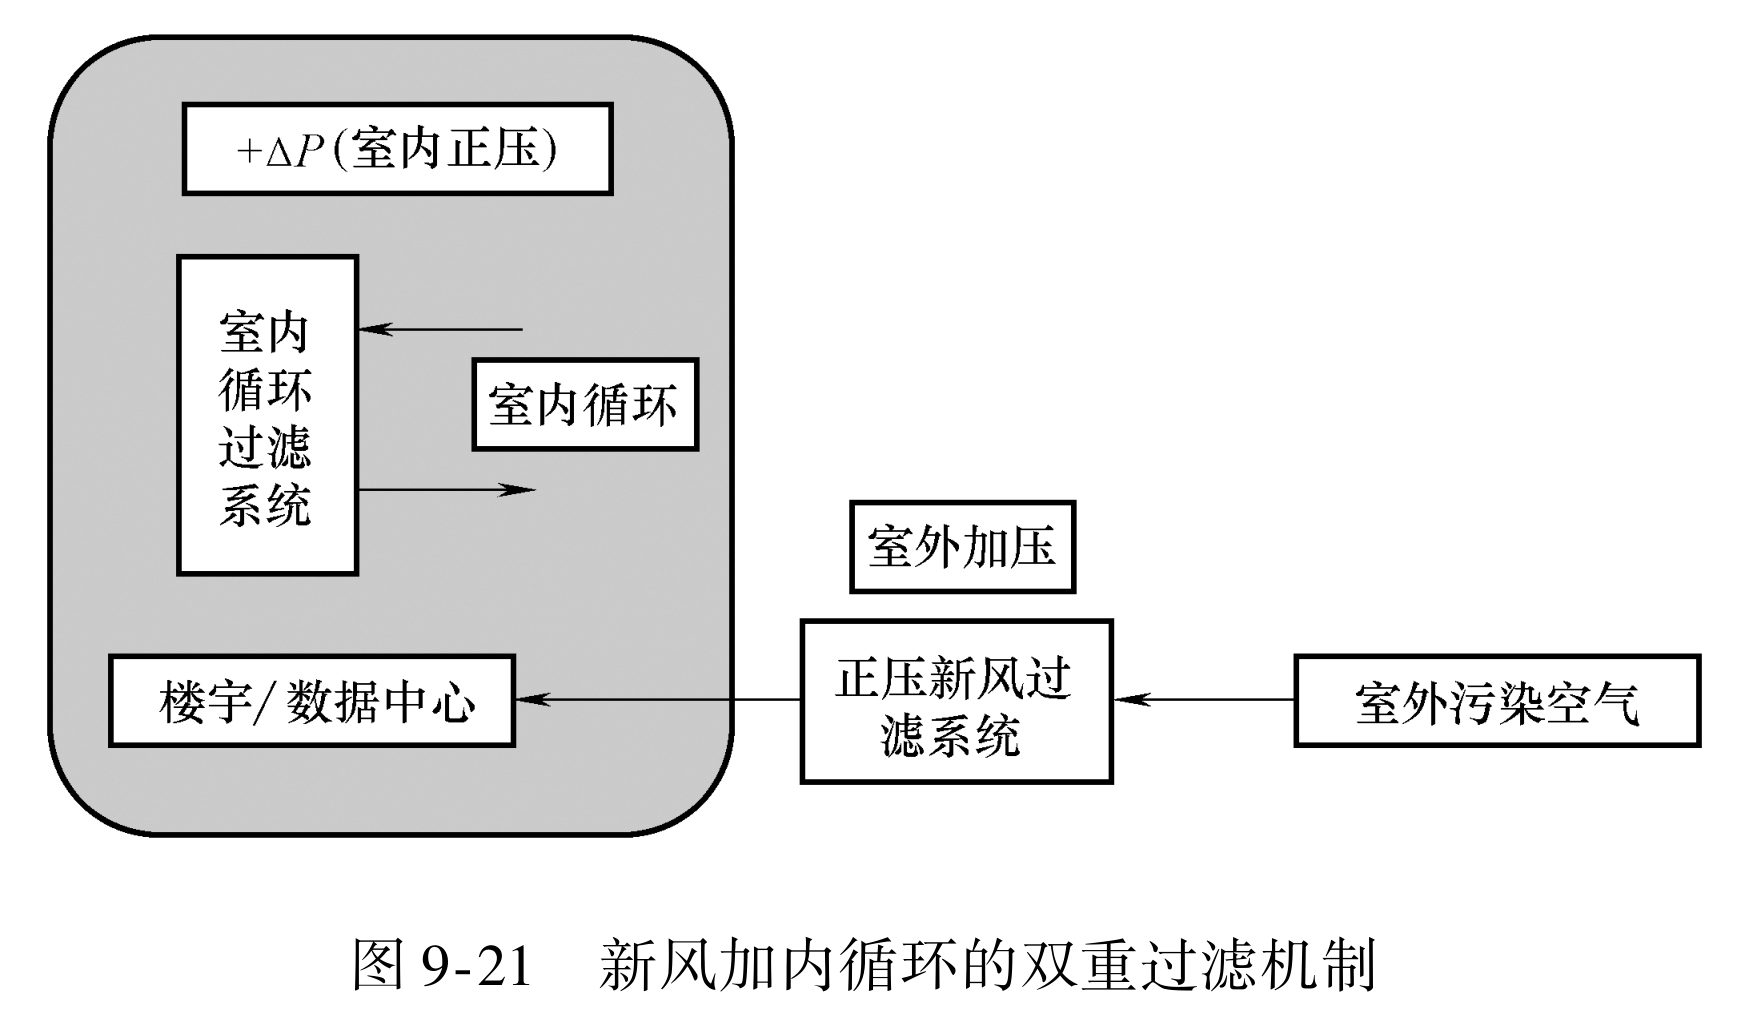 +ΔP(室内正压)
室内
循环
过滤
系统
室内循环
楼宇/数据中心
室外加压
正压新风过
滤系统
室外污染空气
图 9-21 新风加内循环的双重过滤机制